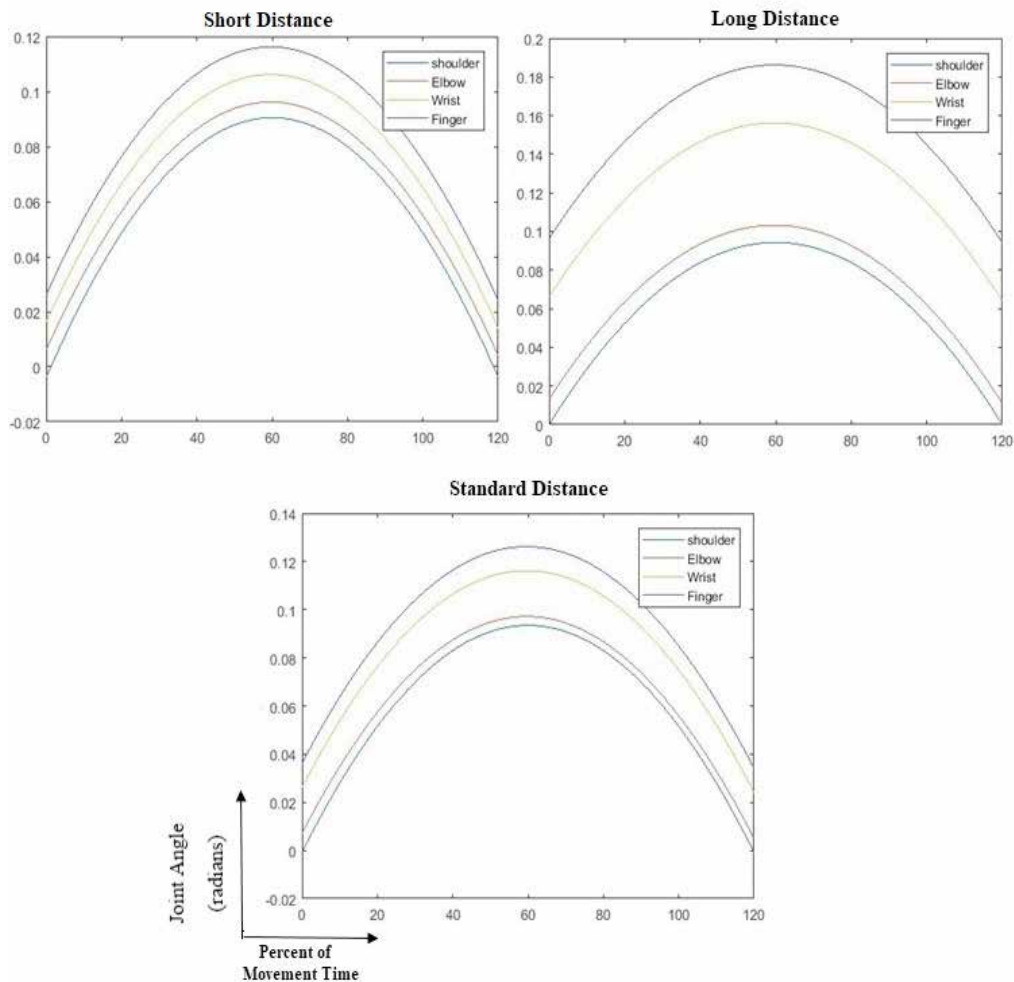 Short Distance
0.12
0.1
0.08
0.06
0.04
0.02
0
-0.02
0 20 40 60 80 100 120
shoulder
Elbow
Wrist
Finger
Long Distance
0.2
0.18
0.16
0.14
0.12
0.1
0.08
0.06
0.04
0.02
0
0 20 40 60 80 100 120
shoulder
Elbow
Wrist
Finger
Standard Distance
0.14
0.12
0.1
0.08
0.06
0.04
0.02
0
-0.02
0 20 40 60 80 100 120
shoulder
Elbow
Wrist
Finger
Joint Angle
(radians)
Percent of
Movement Time